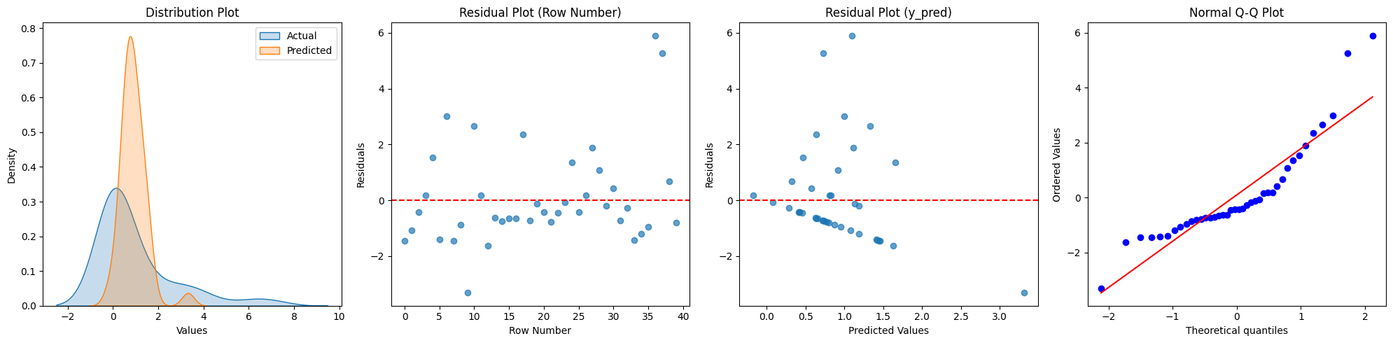 Distribution Plot
Actual
Predicted
0.8
0.7
0.6
0.5
0.4
0.3
0.2
0.1
0.0
Density
−2 0 2 4 6 8 10
Values
Residual Plot (Row Number)
6
4
2
0
−2
Residuals
0 5 10 15 20 25 30 35 40
Row Number
Residual Plot (y_pred)
6
4
2
0
−2
Residuals
0.0 0.5 1.0 1.5 2.0 2.5 3.0
Predicted Values
Normal Q-Q Plot
6
4
2
0
−2
Ordered Values
−2 −1 0 1 2
Theoretical quantiles